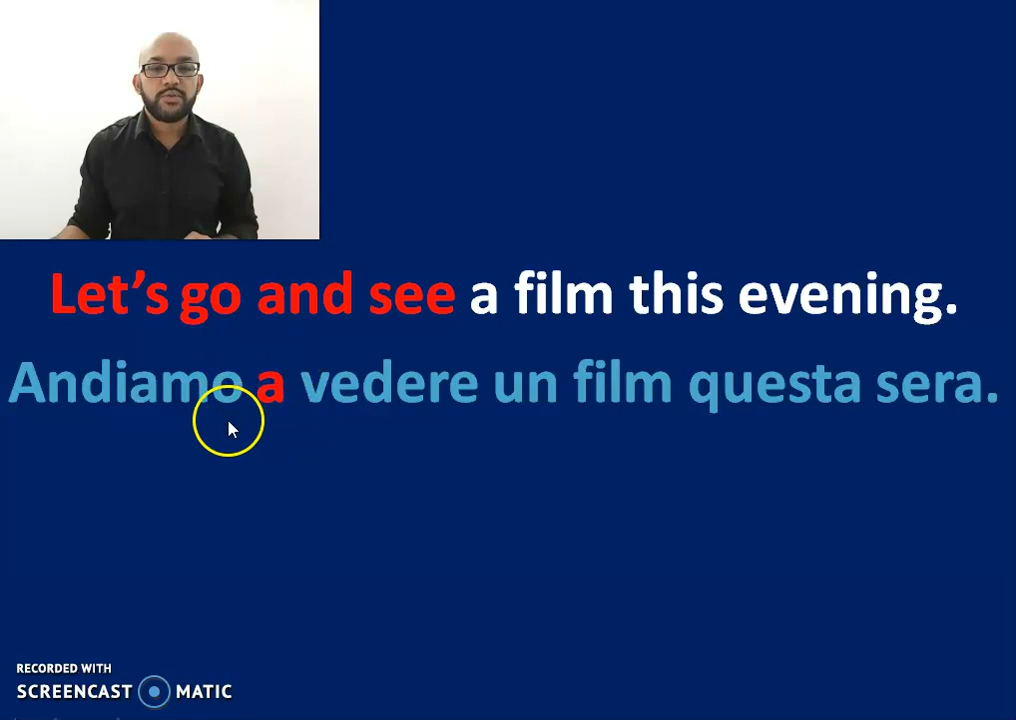 Let's go and see a film this evening.
Andiamo a vedere un film questa sera.
RECORDED WITH
SCREENCAST MATIC